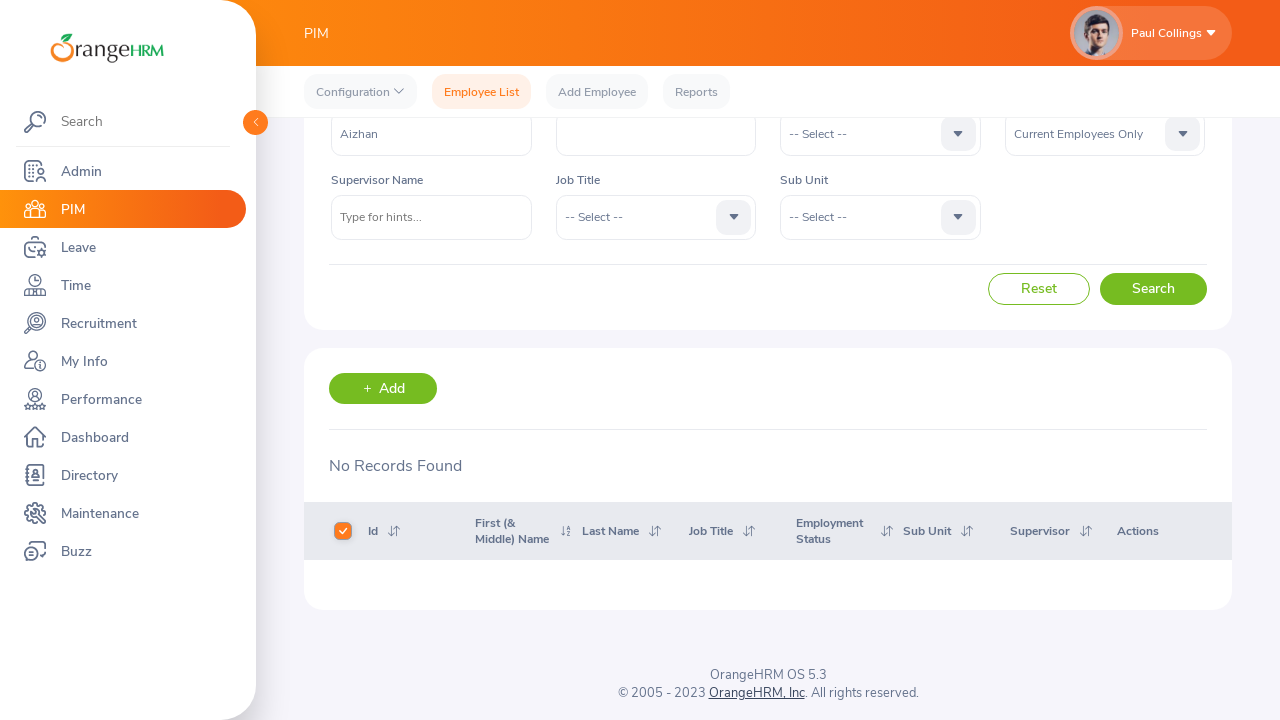 OrangeHRM
PIM
Paul Collings
Configuration
Employee List
Add Employee
Reports
Search
Admin
PIM
Leave
Time
Recruitment
My Info
Performance
Dashboard
Directory
Maintenance
Buzz
Aizhan
-- Select --
Current Employees Only
Supervisor Name
Job Title
Sub Unit
Type for hints...
-- Select --
-- Select --
Reset
Search
+ Add
No Records Found
Id
First (& Middle) Name
Last Name
Job Title
Employment Status
Sub Unit
Supervisor
Actions
OrangeHRM OS 5.3
© 2005 - 2023 OrangeHRM, Inc. All rights reserved.